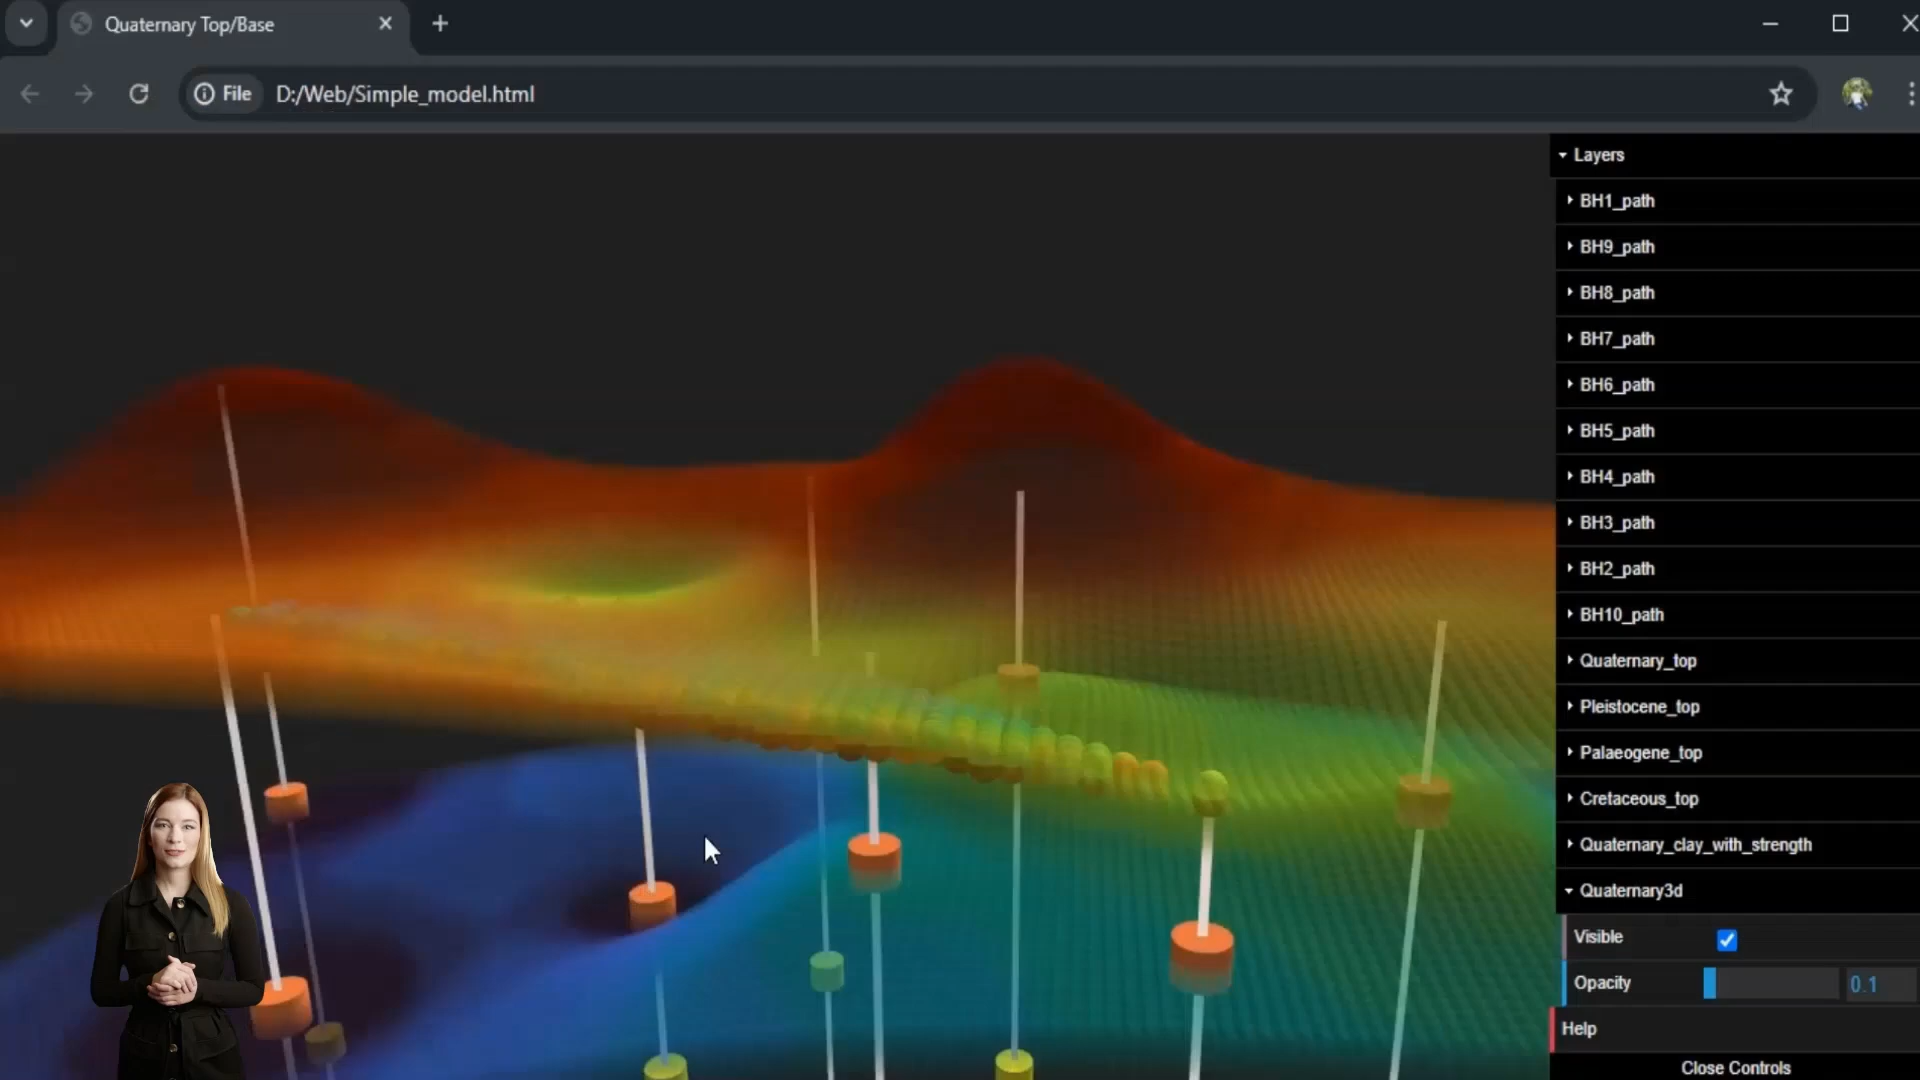 Quaternary Top/Base
File D:/Web/Simple_model.html
Layers
BH1_path
BH9_path
BH8_path
BH7_path
BH6_path
BH5_path
BH4_path
BH3_path
BH2_path
BH10_path
Quaternary_top
Pleistocene_top
Palaeogene_top
Cretaceous_top
Quaternary_clay_with_strength
Quaternary3d
Visible
Opacity 0.1
Help
Close Controls